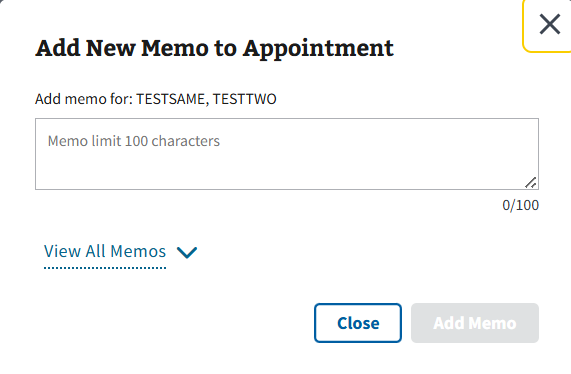 Add New Memo to Appointment
Add memo for: TESTSAME, TESTTWO
Memo limit 100 characters
0/100
View All Memos
Close
Add Memo